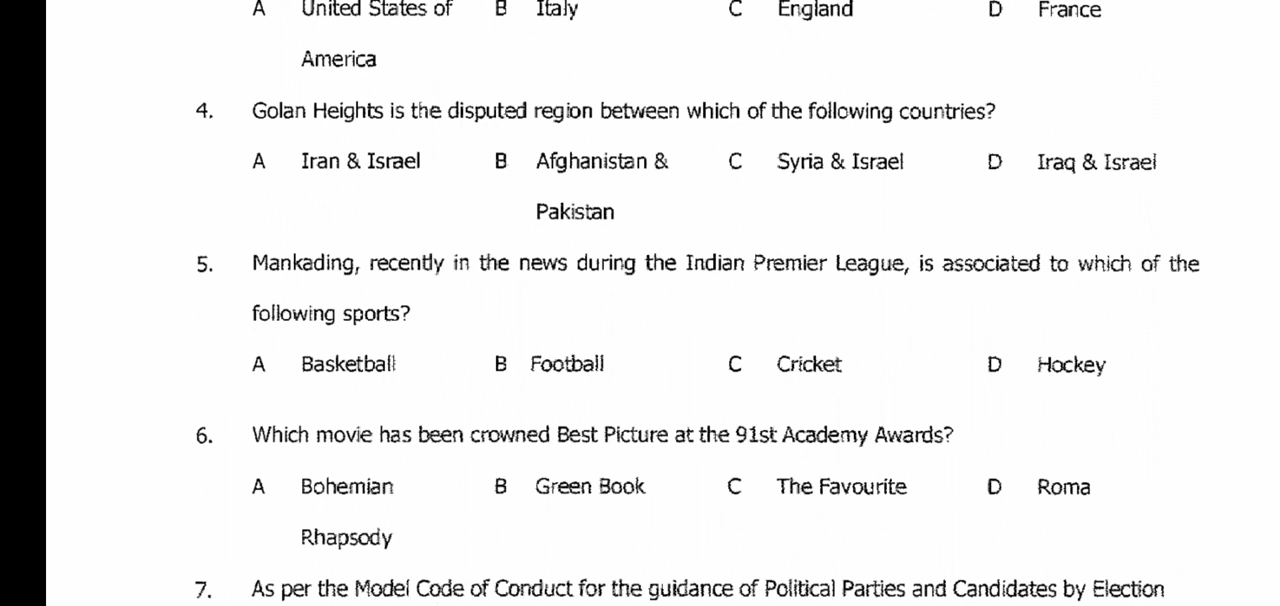 A United States of B Italy C England D France
America
4. Golan Heights is the disputed region between which of the following countries?
A Iran & Israel B Afghanistan & C Syria & Israel D Iraq & Israel
Pakistan
5. Mankading, recently in the news during the Indian Premier League, is associated to which of the
following sports?
A Basketball B Football C Cricket D Hockey
6. Which movie has been crowned Best Picture at the 91st Academy Awards?
A Bohemian B Green Book C The Favourite D Roma
Rhapsody
7. As per the Model Code of Conduct for the guidance of Political Parties and Candidates by Election